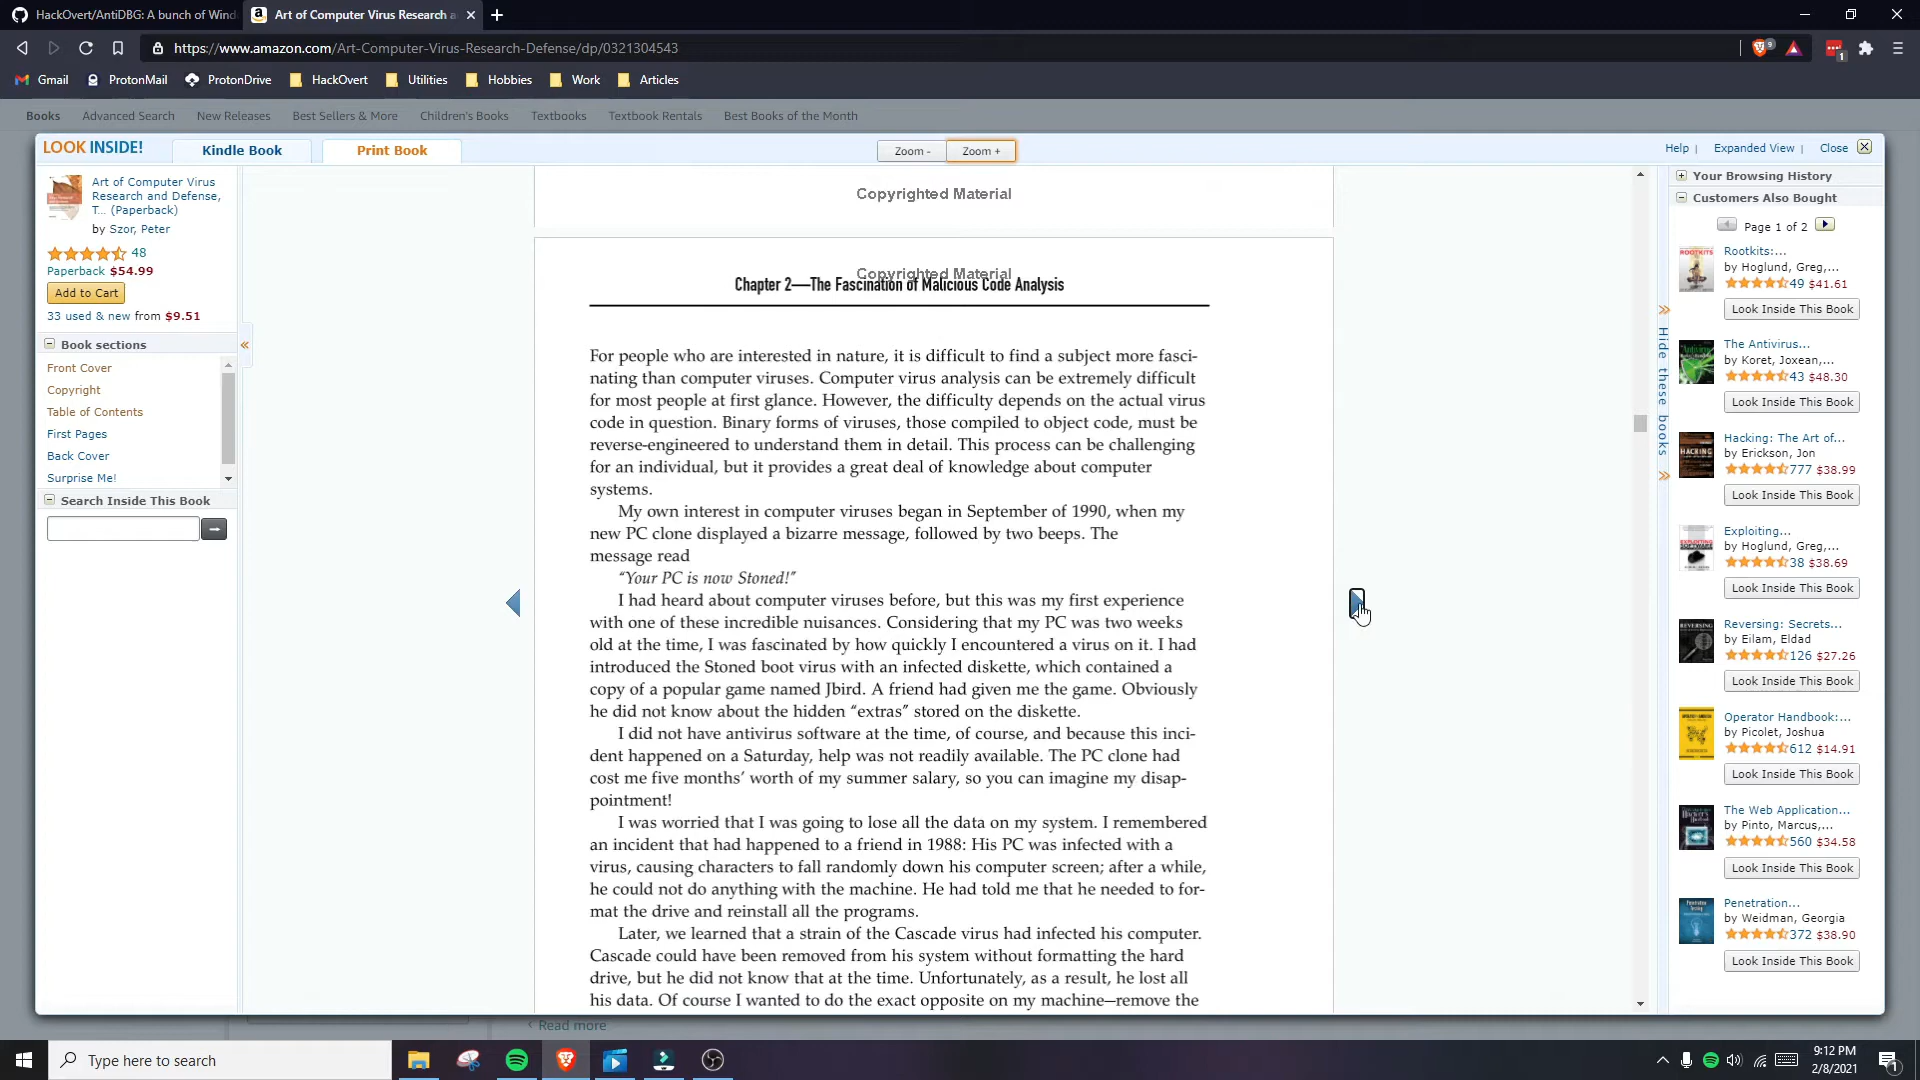 HackOvert/AntiDBG: A bunch of Wind
Art of Computer Virus Research a
https://www.amazon.com/Art-Computer-Virus-Research-Defense/dp/0321304543
9
1
Gmail
ProtonMail
ProtonDrive
HackOvert
Utilities
Hobbies
Work
Articles
Books
Advanced Search
New Releases
Best Sellers & More
Children's Books
Textbooks
Textbook Rentals
Best Books of the Month
LOOK INSIDE!
Kindle Book
Print Book
Zoom -
Zoom +
Help |
Expanded View |
Close
Art of Computer Virus
Research and Defense,
T... (Paperback)
by Szor, Peter
48
Paperback $54.99
Add to Cart
33 used & new from $9.51
Book sections
Front Cover
Copyright
Table of Contents
First Pages
Back Cover
Surprise Me!
Search Inside This Book
Copyrighted Material
Copyrighted Material
Chapter 2—The Fascination of Malicious Code Analysis
For people who are interested in nature, it is difficult to find a subject more fasci-
nating than computer viruses. Computer virus analysis can be extremely difficult
for most people at first glance. However, the difficulty depends on the actual virus
code in question. Binary forms of viruses, those compiled to object code, must be
reverse-engineered to understand them in detail. This process can be challenging
for an individual, but it provides a great deal of knowledge about computer
systems.
My own interest in computer viruses began in September of 1990, when my
new PC clone displayed a bizarre message, followed by two beeps. The
message read
“Your PC is now Stoned!”
I had heard about computer viruses before, but this was my first experience
with one of these incredible nuisances. Considering that my PC was two weeks
old at the time, I was fascinated by how quickly I encountered a virus on it. I had
introduced the Stoned boot virus with an infected diskette, which contained a
copy of a popular game named Jbird. A friend had given me the game. Obviously
he did not know about the hidden “extras” stored on the diskette.
I did not have antivirus software at the time, of course, and because this inci-
dent happened on a Saturday, help was not readily available. The PC clone had
cost me five months’ worth of my summer salary, so you can imagine my disap-
pointment!
I was worried that I was going to lose all the data on my system. I remembered
an incident that had happened to a friend in 1988: His PC was infected with a
virus, causing characters to fall randomly down his computer screen; after a while,
he could not do anything with the machine. He had told me that he needed to for-
mat the drive and reinstall all the programs.
Later, we learned that a strain of the Cascade virus had infected his computer.
Cascade could have been removed from his system without formatting the hard
drive, but he did not know that at the time. Unfortunately, as a result, he lost all
his data. Of course I wanted to do the exact opposite on my machine—remove the
Hide these books
Your Browsing History
Customers Also Bought
Page 1 of 2
Rootkits:...
by Hoglund, Greg,...
49 $41.61
Look Inside This Book
The Antivirus...
by Koret, Joxean,...
43 $48.30
Look Inside This Book
Hacking: The Art of...
by Erickson, Jon
777 $38.99
Look Inside This Book
Exploiting...
by Hoglund, Greg,...
38 $38.69
Look Inside This Book
Reversing: Secrets...
by Eilam, Eldad
126 $27.26
Look Inside This Book
Operator Handbook:...
by Picolet, Joshua
612 $14.91
Look Inside This Book
The Web Application...
by Pinto, Marcus,...
560 $34.58
Look Inside This Book
Penetration...
by Weidman, Georgia
372 $38.90
Look Inside This Book
Read more
Type here to search
9:12 PM
2/8/2021
1